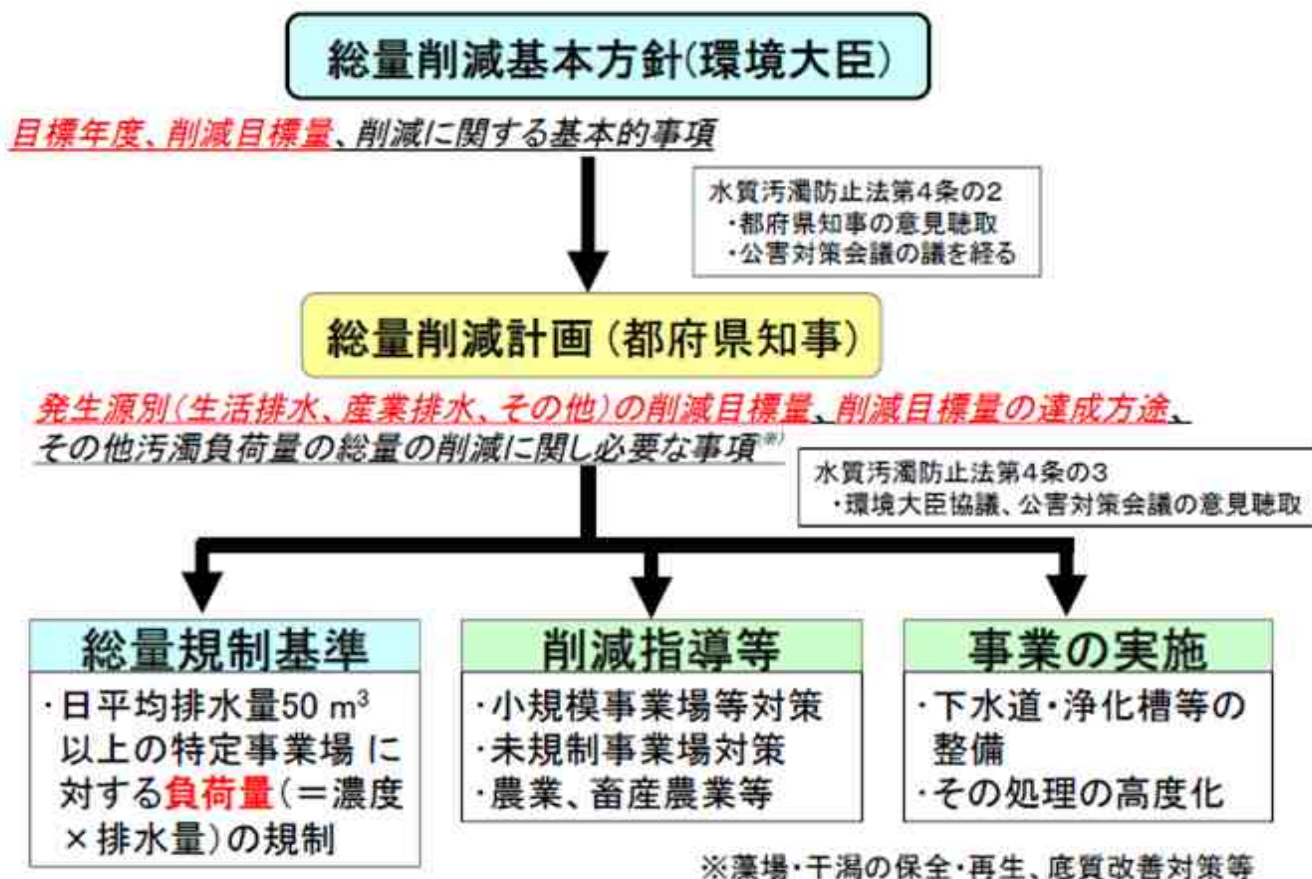 総量削減基本方針(環境大臣)
目標年度、削減目標量、削減に関する基本的事項
水質汚濁防止法第4条の2
・都府県知事の意見聴取
・公害対策会議の議を経る
総量削減計画(都府県知事)
発生源別(生活排水、産業排水、その他)の削減目標量、削減目標量の達成方途、
その他汚濁負荷量の総量の削減に関し必要な事項(※)
水質汚濁防止法第4条の3
・環境大臣協議、公害対策会議の意見聴取
総量規制基準
・日平均排水量50 m³
以上の特定事業場 に
対する負荷量(=濃度
×排水量)の規制
削減指導等
・小規模事業場等対策
・未規制事業場対策
・農業、畜産農業等
事業の実施
・下水道・浄化槽等の
整備
・その処理の高度化
※藻場・干潟の保全・再生、底質改善対策等